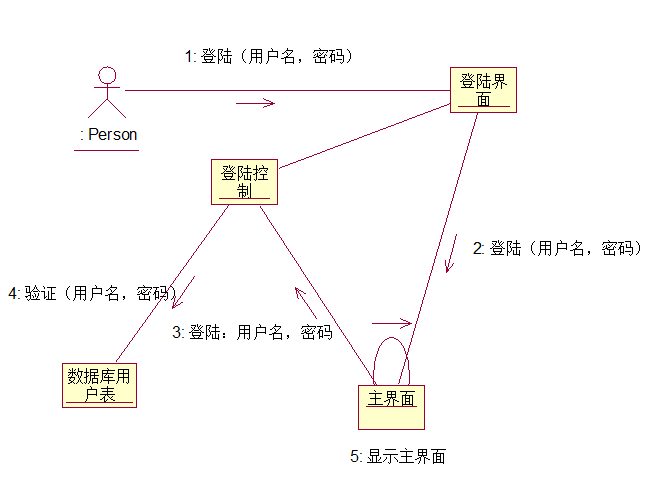 1: 登陆（用户名，密码）
登陆界
面
: Person
登陆控
制
2: 登陆（用户名，密码）
4: 验证（用户名，密码）
3: 登陆：用户名，密码
数据库用
户表
主界面
5: 显示主界面